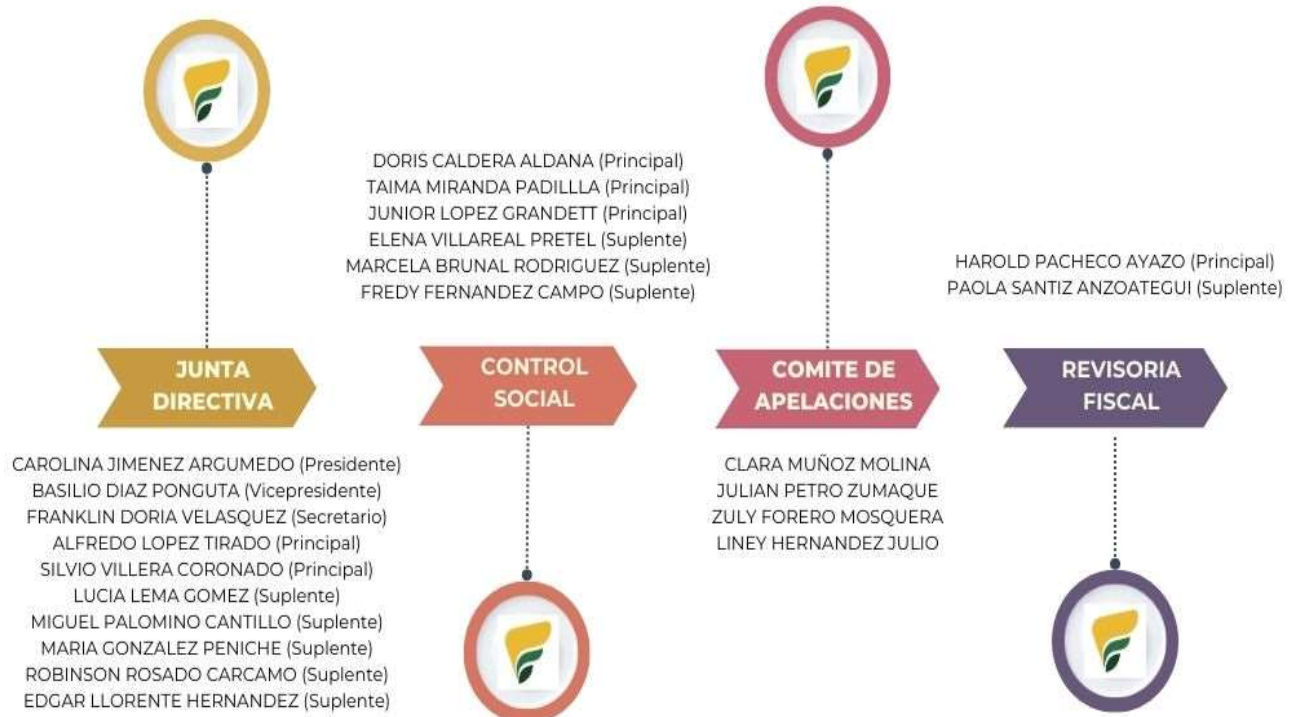 JUNTA
DIRECTIVA
CAROLINA JIMENEZ ARGUMEDO (Presidente)
BASILIO DIAZ PONGUTA (Vicepresidente)
FRANKLIN DORIA VELASQUEZ (Secretario)
ALFREDO LOPEZ TIRADO (Principal)
SILVIO VILLERA CORONADO (Principal)
LUCIA LEMA GOMEZ (Suplente)
MIGUEL PALOMINO CANTILLO (Suplente)
MARIA GONZALEZ PENICHE (Suplente)
ROBINSON ROSADO CARCAMO (Suplente)
EDGAR LLORENTE HERNANDEZ (Suplente)
DORIS CALDERA ALDANA (Principal)
TAIMA MIRANDA PADILLLA (Principal)
JUNIOR LOPEZ GRANDETT (Principal)
ELENA VILLAREAL PRETEL (Suplente)
MARCELA BRUNAL RODRIGUEZ (Suplente)
FREDY FERNANDEZ CAMPO (Suplente)
CONTROL
SOCIAL
COMITE DE
APELACIONES
CLARA MUÑOZ MOLINA
JULIAN PETRO ZUMAQUE
ZULY FORERO MOSQUERA
LINEY HERNANDEZ JULIO
HAROLD PACHECO AYAZO (Principal)
PAOLA SANTIZ ANZOATEGUI (Suplente)
REVISORIA
FISCAL